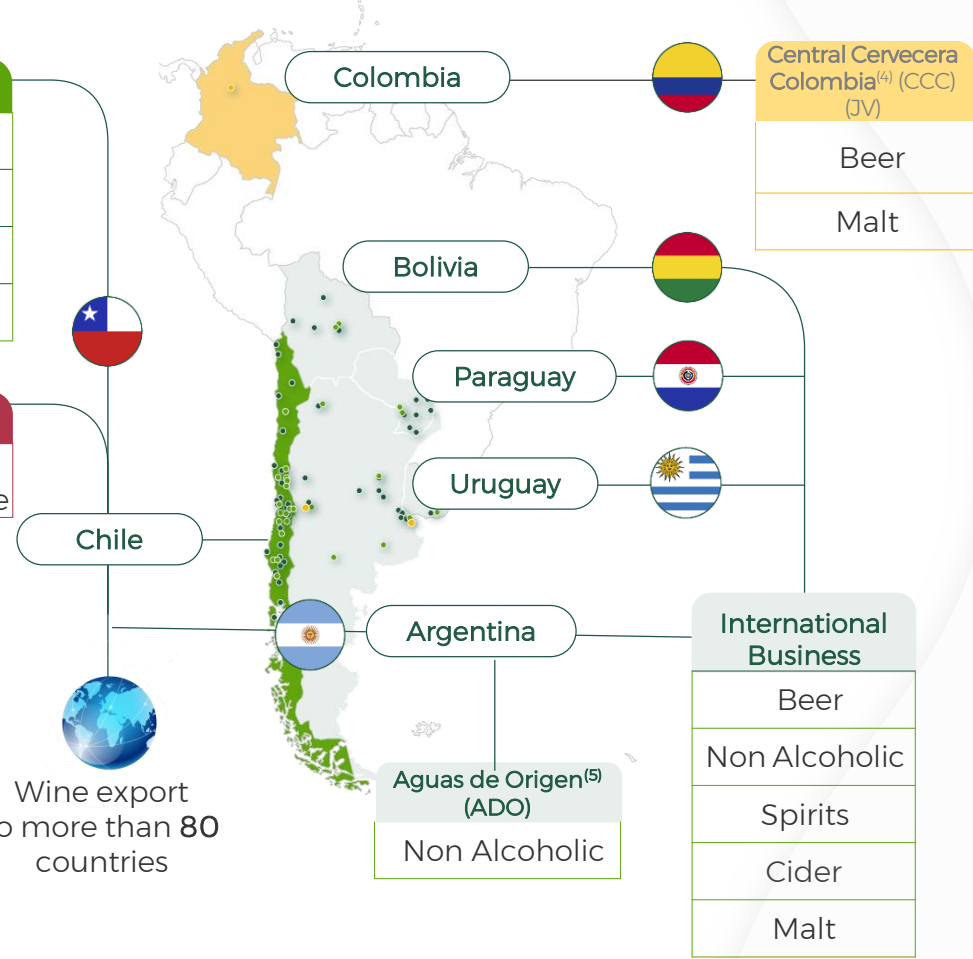 Colombia
Central Cervecera
Colombia(4) (CCC)
(JV)
Beer
Malt
Bolivia
Paraguay
Uruguay
Chile
Argentina
International
Business
Beer
Non Alcoholic
Spirits
Cider
Malt
Aguas de Origen(5)
(ADO)
Non Alcoholic
Wine export
more than 80
countries